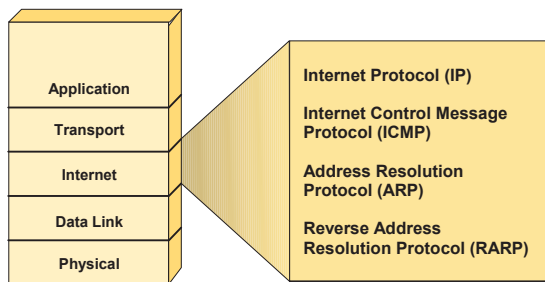 Application
Transport
Internet
Data Link
Physical
Internet Protocol (IP)
Internet Control Message
Protocol (ICMP)
Address Resolution
Protocol (ARP)
Reverse Address
Resolution Protocol (RARP)